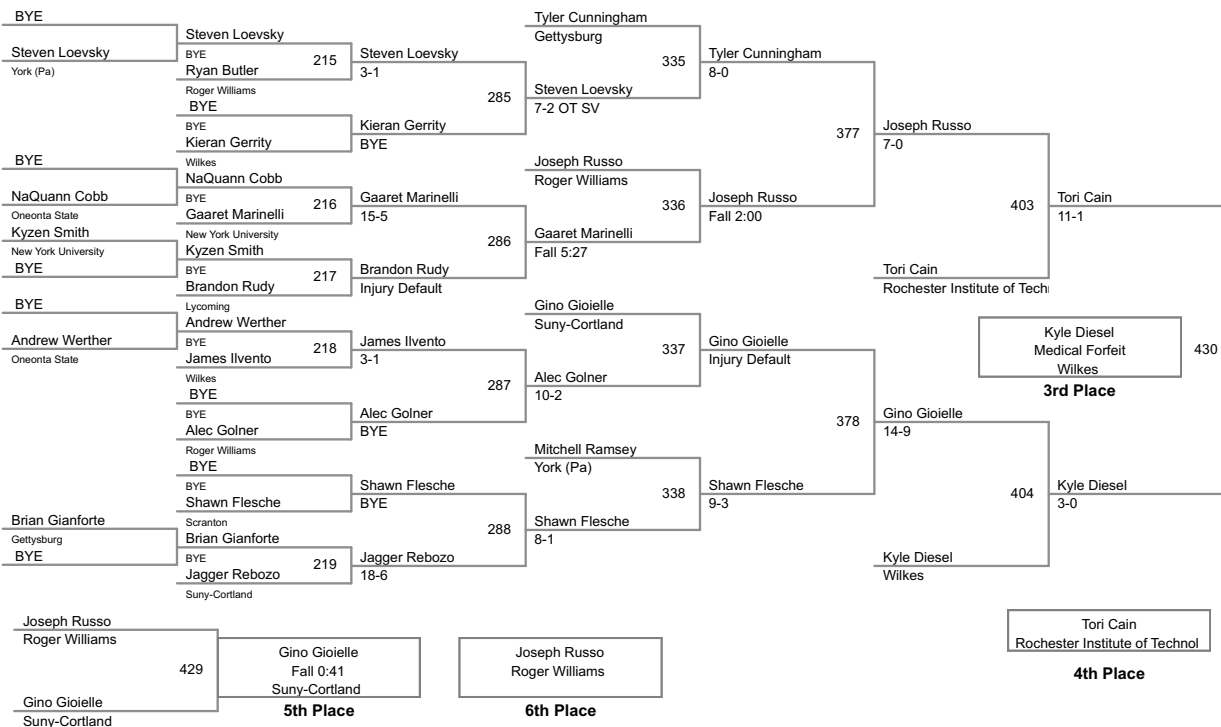 BYE
Steven Loevsky
York (Pa)
BYE
NaQuann Cobb
Oneonta State
Kyzen Smith
New York University
BYE
BYE
Andrew Werther
Oneonta State
Brian Gianforte
Gettysburg
BYE
Steven Loevsky
BYE
215
Ryan Butler
Roger Williams
BYE
BYE
Kieran Gerrity
Wilkes
NaQuann Cobb
BYE
216
Gaaret Marinelli
New York University
Kyzen Smith
BYE
217
Brandon Rudy
Lycoming
Andrew Werther
BYE
218
James Ilvento
Wilkes
BYE
BYE
Alec Golner
Roger Williams
BYE
BYE
Shawn Flesche
Scranton
Brian Gianforte
BYE
219
Jagger Rebozo
Suny-Cortland
Steven Loevsky
3-1
285
Kieran Gerrity
BYE
Gaaret Marinelli
15-5
286
Brandon Rudy
Injury Default
James Ilvento
3-1
287
Alec Golner
BYE
Shawn Flesche
BYE
288
Jagger Rebozo
18-6
Tyler Cunningham
Gettysburg
335
Steven Loevsky
7-2 OT SV
Joseph Russo
Roger Williams
336
Gaaret Marinelli
Fall 5:27
Gino Gioielle
Suny-Cortland
337
Alec Golner
10-2
Mitchell Ramsey
York (Pa)
338
Shawn Flesche
8-1
Tyler Cunningham
8-0
377
Joseph Russo
Fall 2:00
Gino Gioielle
Injury Default
378
Shawn Flesche
9-3
Joseph Russo
7-0
403
Tori Cain
Rochester Institute of Techn
Gino Gioielle
14-9
404
Kyle Diesel
Wilkes
Tori Cain
11-1
Kyle Diesel
3-0
Kyle Diesel
Medical Forfeit
Wilkes
430
3rd Place
Tori Cain
Rochester Institute of Technol
4th Place
Joseph Russo
Roger Williams
429
Gino Gioielle
Suny-Cortland
Gino Gioielle
Fall 0:41
Suny-Cortland
5th Place
Joseph Russo
Roger Williams
6th Place